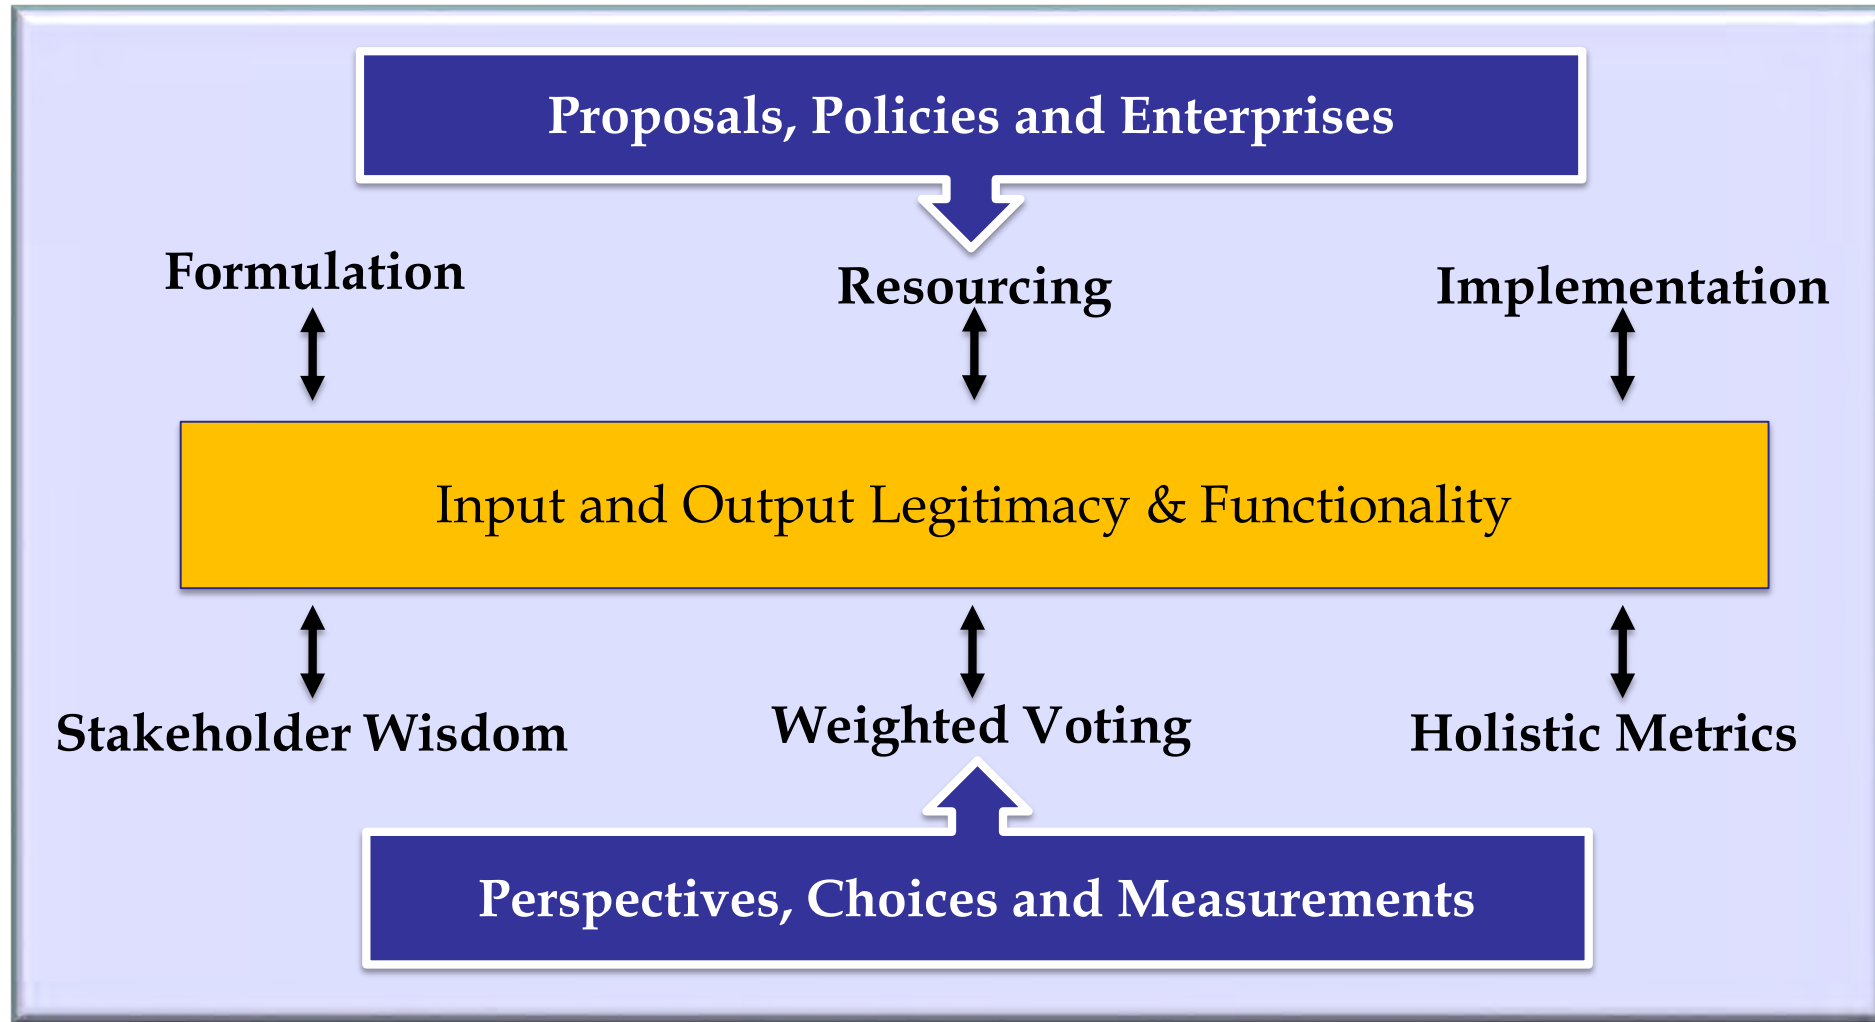 Proposals, Policies and Enterprises
Formulation
Resourcing
Implementation
Input and Output Legitimacy & Functionality
Stakeholder Wisdom
Weighted Voting
Holistic Metrics
Perspectives, Choices and Measurements